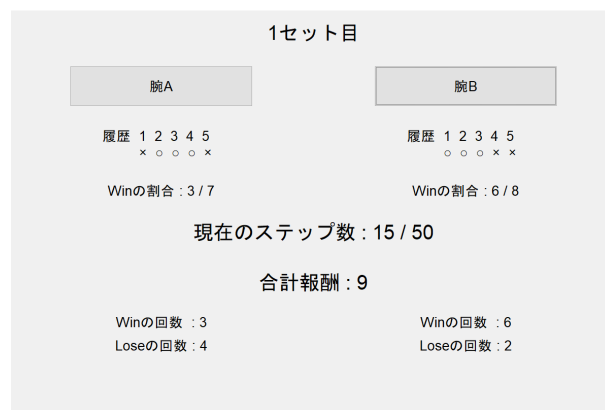 1セット目
腕A 腕B
履歴 1 2 3 4 5 履歴 1 2 3 4 5
× ○ ○ ○ × ○ ○ ○ × ×
Winの割合 : 3 / 7 Winの割合 : 6 / 8
現在のステップ数 : 15 / 50
合計報酬 : 9
Winの回数 : 3 Winの回数 : 6
Loseの回数 : 4 Loseの回数 : 2